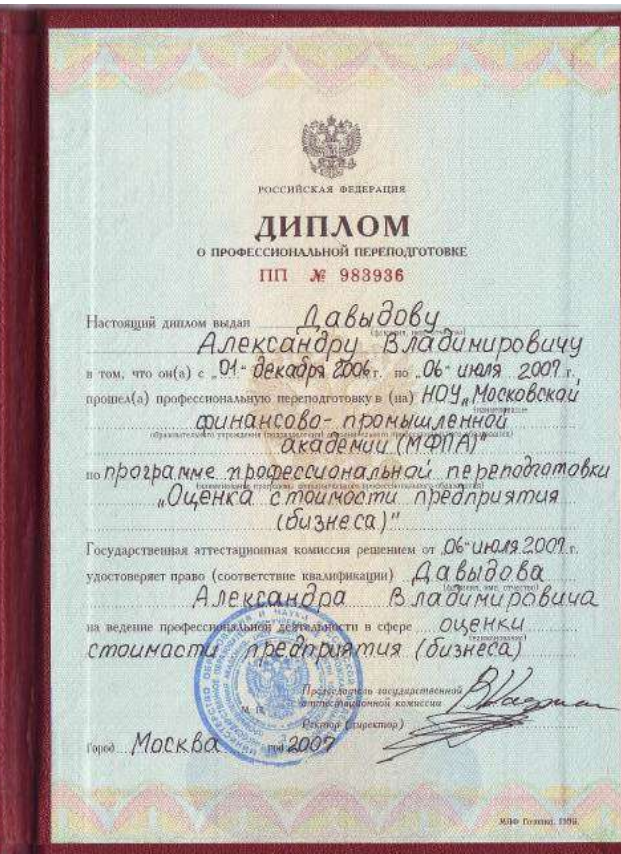 РОССИЙСКАЯ ФЕДЕРАЦИЯ
ДИПЛОМ
О ПРОФЕССИОНАЛЬНОЙ ПЕРЕПОДГОТОВКЕ
ПП № 983936
Настоящий диплом выдан Давыдову
Александру Владимировичу
в том, что он(а) с „01" декабря 2006 г. по „06" июля 2007 г.
прошел(а) профессиональную переподготовку в (на) НОУ „Московской
финансово-промышленной
академии (МФПА)"
по программе профессиональной переподготовки
„Оценка стоимости предприятия
(бизнеса)"
Государственная аттестационная комиссия решением от „06" июля 2007 г.
удостоверяет право (соответствие квалификации) Давыдова
(фамилия, имя, отчество)
Александра Владимировича
на ведение профессиональной деятельности в сфере оценки
стоимости предприятия (бизнеса)
Председатель государственной
аттестационной комиссии
М. П.
Ректор (директор)
Город Москва год 2007